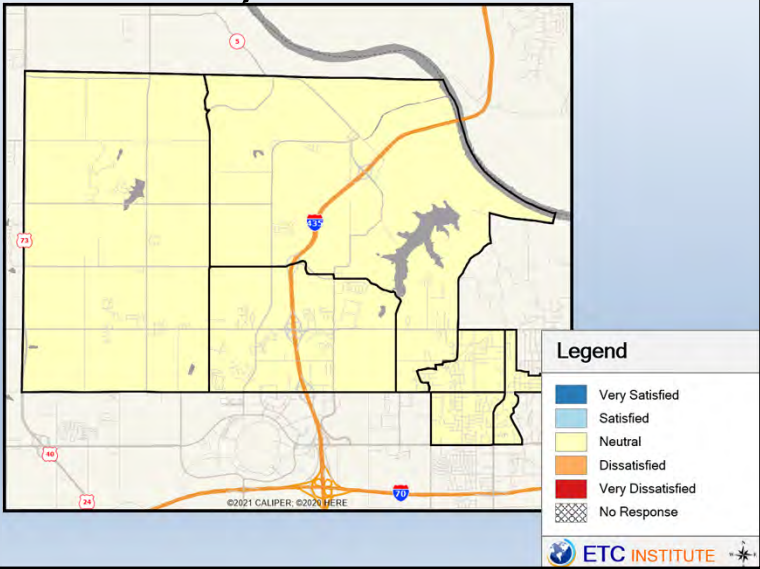 5
435
73
40
24
70
©2021 CALIPER; ©2020 HERE
Legend
Very Satisfied
Satisfied
Neutral
Dissatisfied
Very Dissatisfied
No Response
ETC INSTITUTE